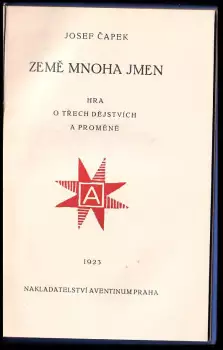 JOSEF ČAPEK
ZEMĚ MNOHA JMEN
HRA
O TŘECH DĚJSTVÍCH
A PROMĚNĚ
A
1923
NAKLADATELSTVÍ AVENTINUM PRAHA